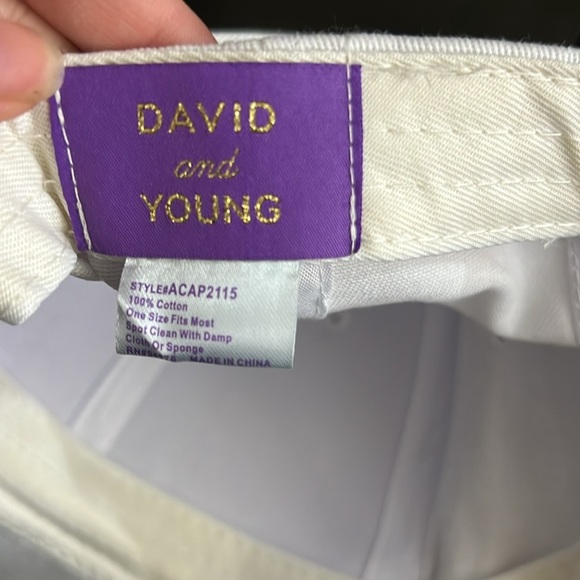 DAVID
and
YOUNG
STYLE#ACAP2115
100% Cotton
One Size Fits Most
Spot Clean With Damp
Cloth Or Sponge
MADE IN CHINA